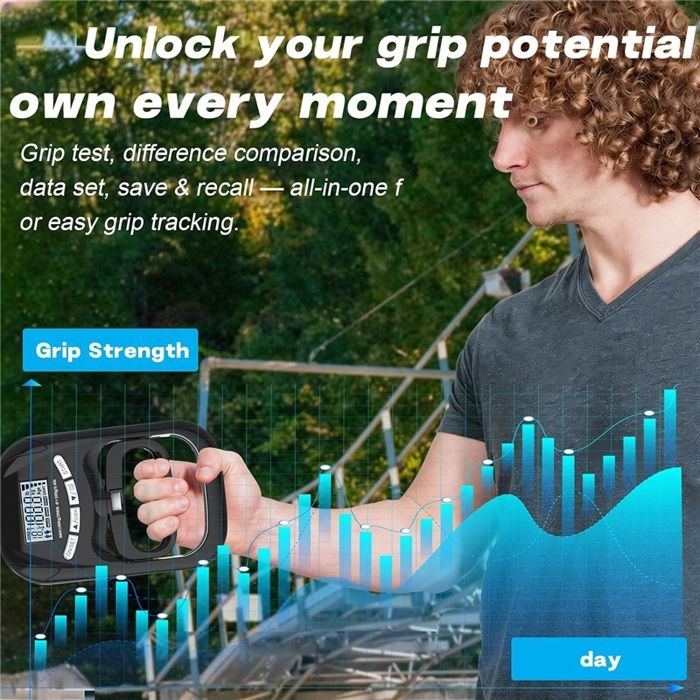 Unlock your grip potential
own every moment
Grip test, difference comparison,
data set, save & recall — all-in-one f
or easy grip tracking.
Grip Strength
START
day